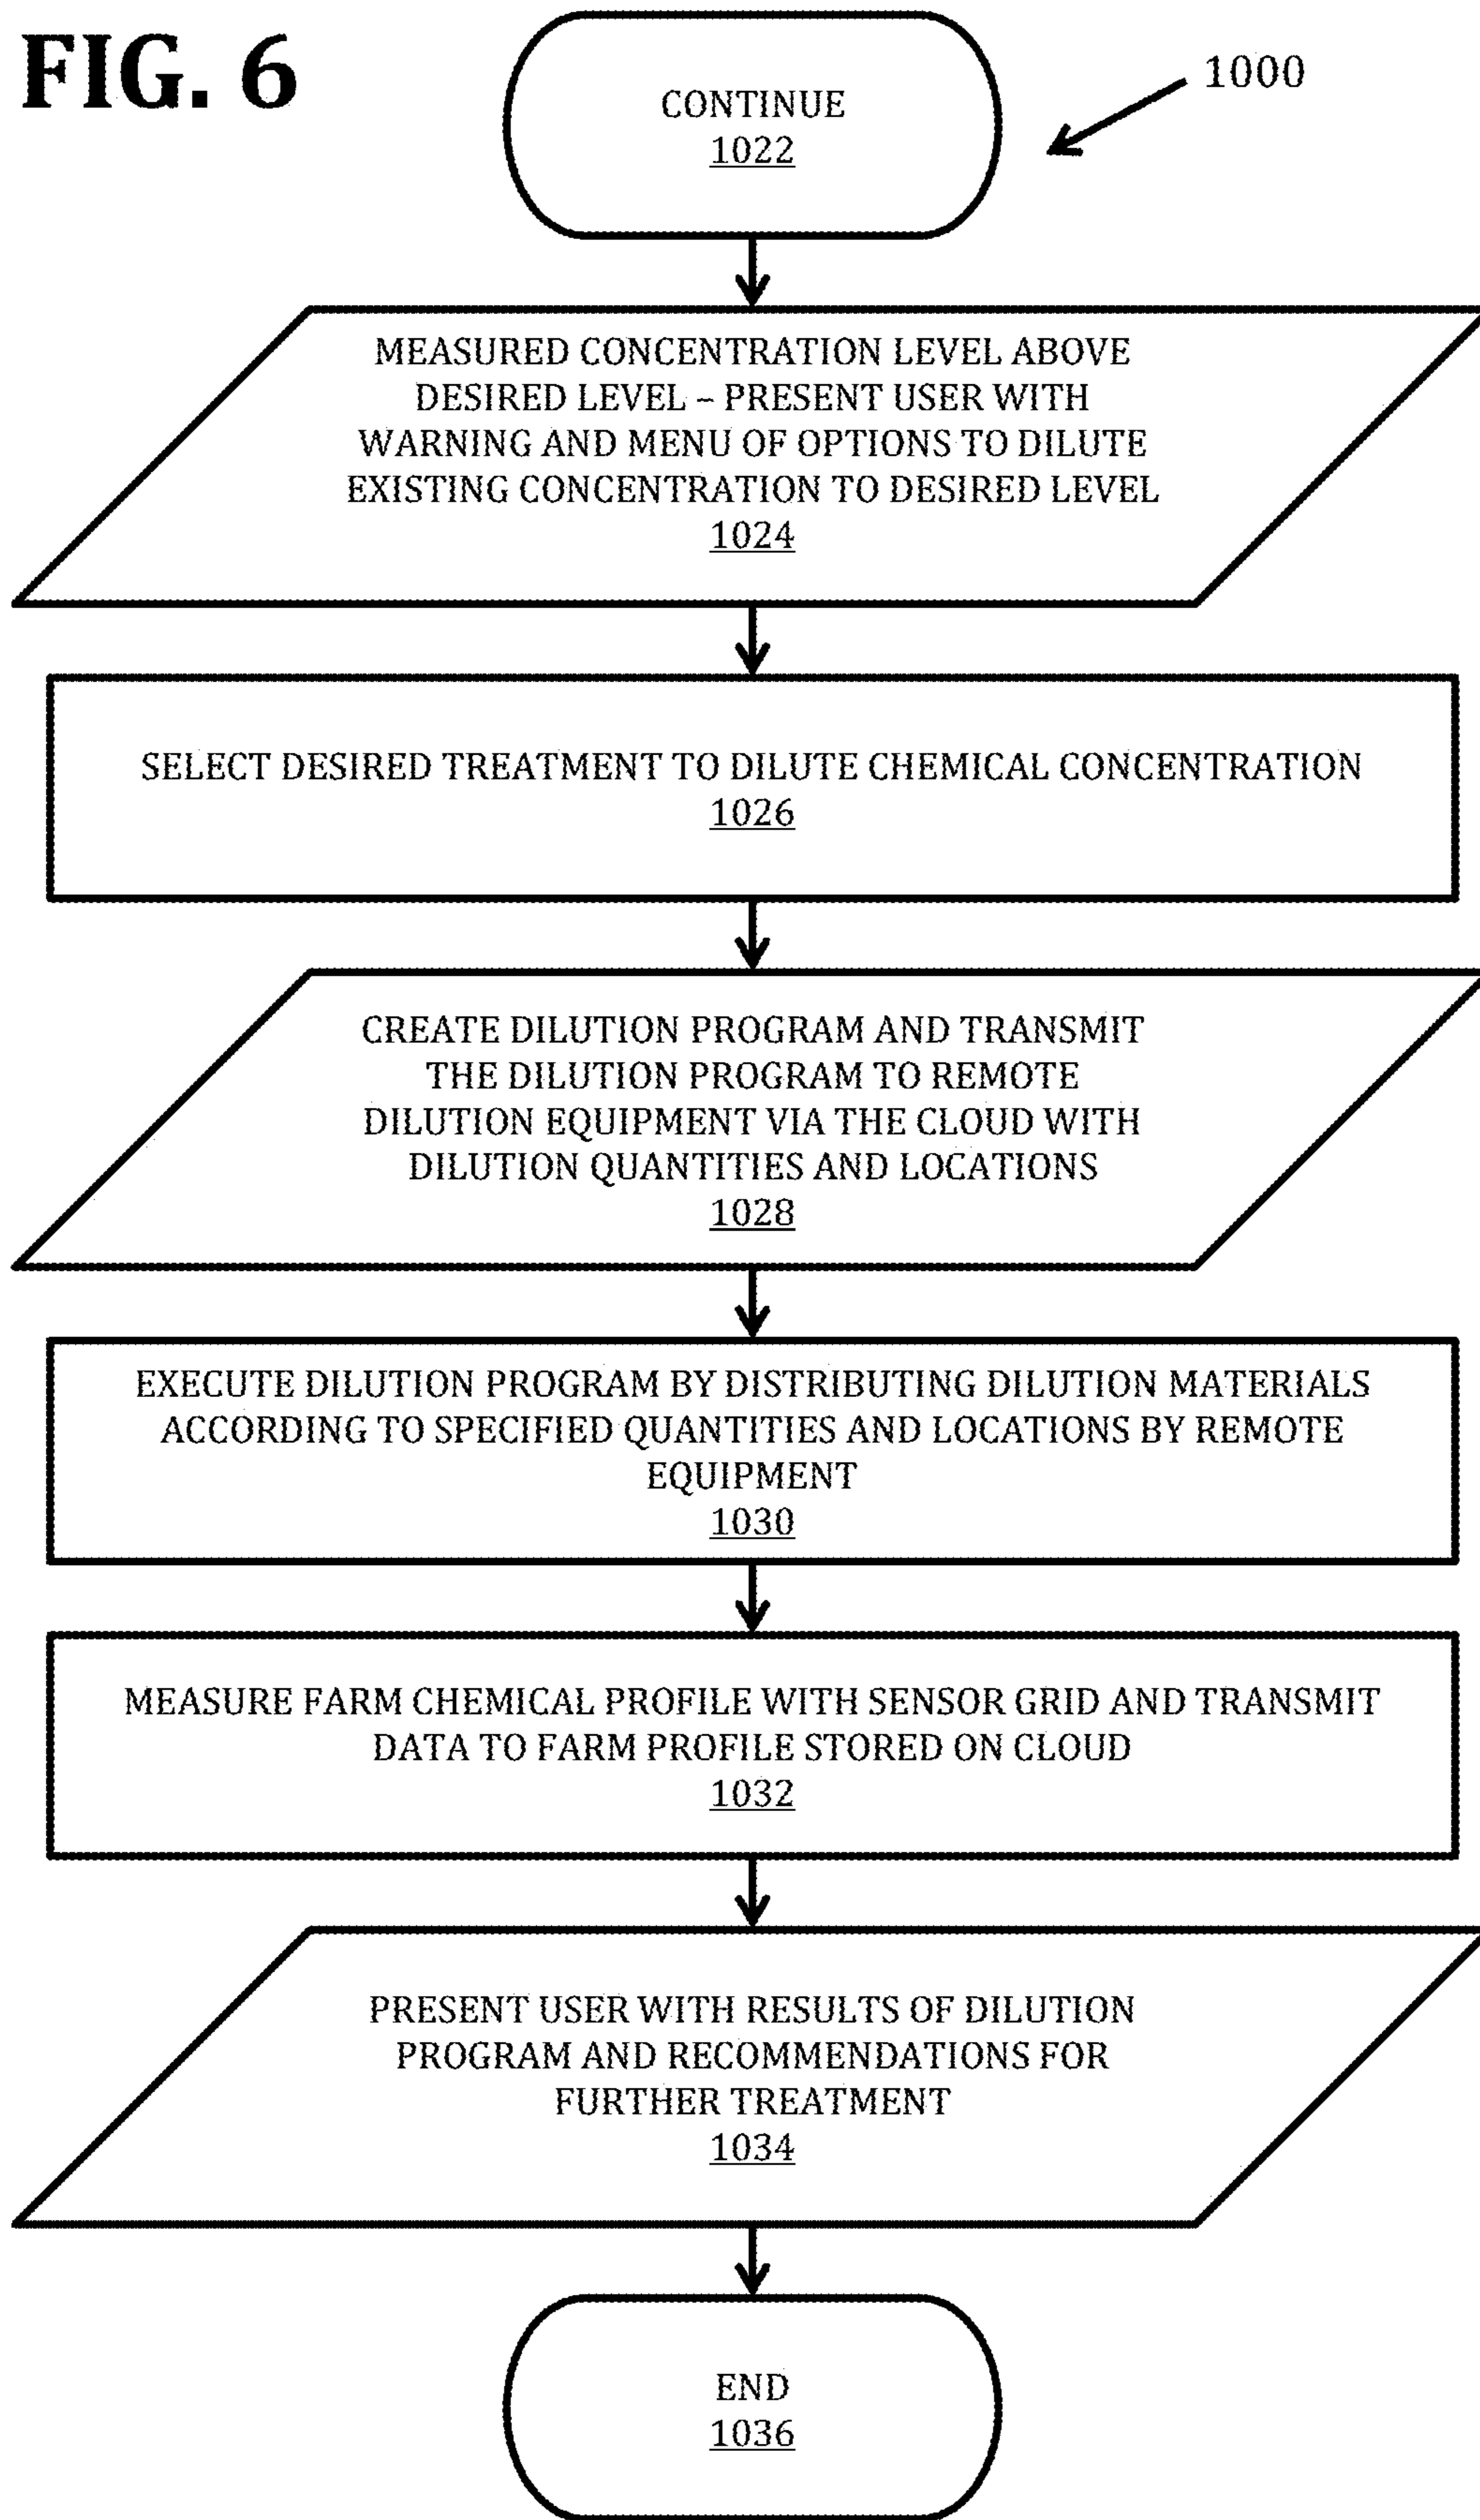 FIG. 6
1000
CONTINUE
1022
MEASURED CONCENTRATION LEVEL ABOVE
DESIRED LEVEL – PRESENT USER WITH
WARNING AND MENU OF OPTIONS TO DILUTE
EXISTING CONCENTRATION TO DESIRED LEVEL
1024
SELECT DESIRED TREATMENT TO DILUTE CHEMICAL CONCENTRATION
1026
CREATE DILUTION PROGRAM AND TRANSMIT
THE DILUTION PROGRAM TO REMOTE
DILUTION EQUIPMENT VIA THE CLOUD WITH
DILUTION QUANTITIES AND LOCATIONS
1028
EXECUTE DILUTION PROGRAM BY DISTRIBUTING DILUTION MATERIALS
ACCORDING TO SPECIFIED QUANTITIES AND LOCATIONS BY REMOTE
EQUIPMENT
1030
MEASURE FARM CHEMICAL PROFILE WITH SENSOR GRID AND TRANSMIT
DATA TO FARM PROFILE STORED ON CLOUD
1032
PRESENT USER WITH RESULTS OF DILUTION
PROGRAM AND RECOMMENDATIONS FOR
FURTHER TREATMENT
1034
END
1036